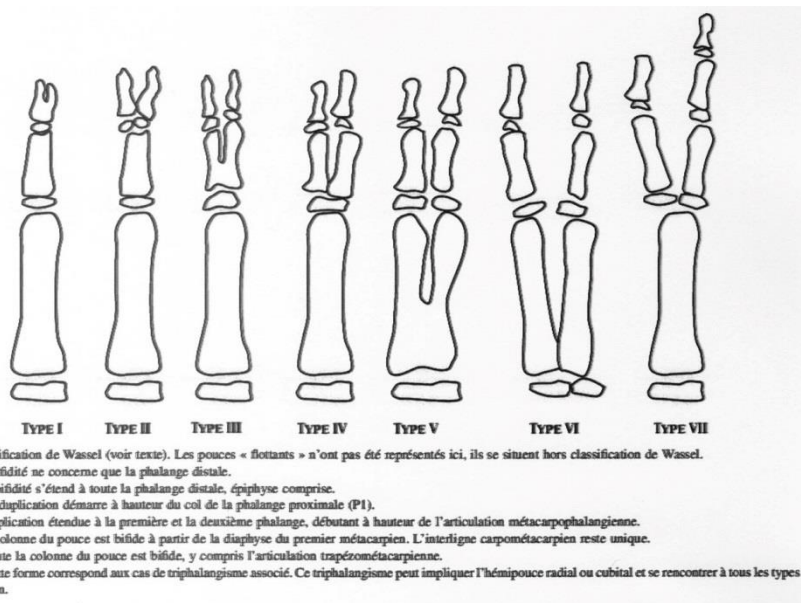 TYPE I TYPE II TYPE III TYPE IV TYPE V TYPE VI TYPE VII
ification de Wassel (voir texte). Les pouces « flottants » n'ont pas été représentés ici, ils se situent hors classification de Wassel.
fidité ne concerne que la phalange distale.
ifidité s'étend à toute la phalange distale, épiphyse comprise.
duplication démarre à hauteur du col de la phalange proximale (P1).
plication étendue à la première et la deuxième phalange, débutant à hauteur de l'articulation métacarpophalangienne.
olonne du pouce est bifide à partir de la diaphyse du premier métacarpien. L'interligne carpométacarpien reste unique.
te la colonne du pouce est bifide, y compris l'articulation trapézométacarpienne.
te forme correspond aux cas de triphalangisme associé. Ce triphalangisme peut impliquer l'hémipouce radial ou cubital et se rencontrer à tous les types
n.